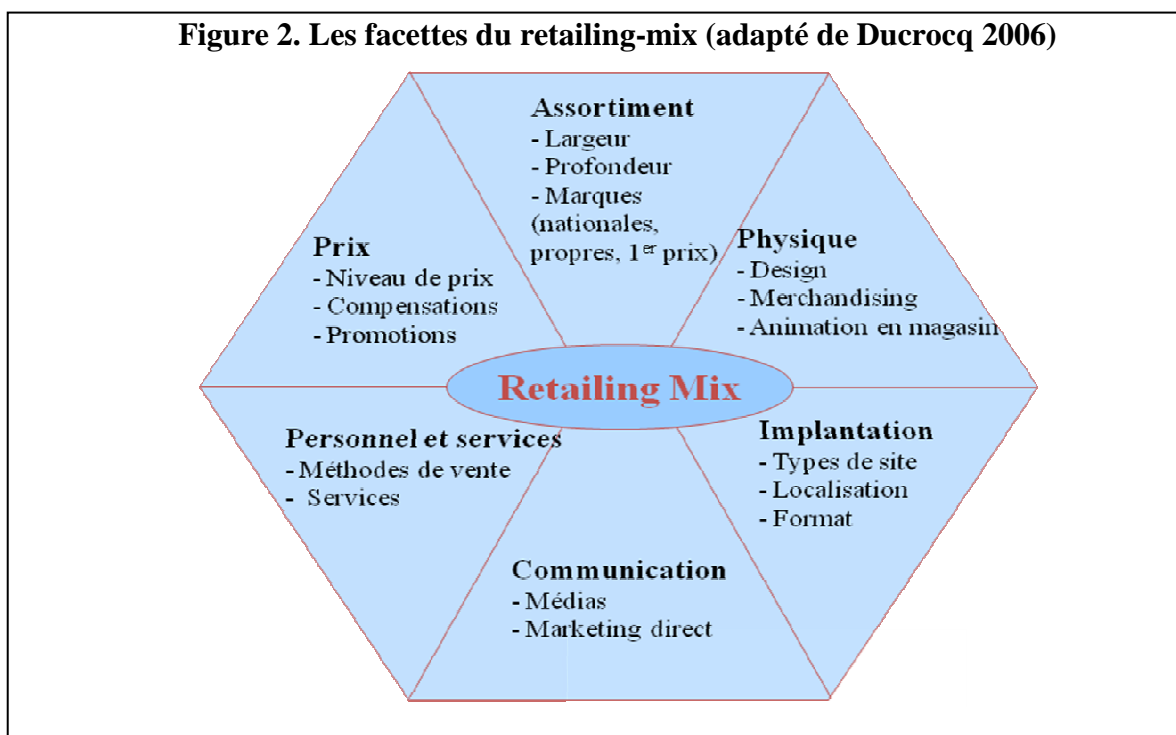 Figure 2. Les facettes du retailing-mix (adapté de Ducrocq 2006)
Assortiment
- Largeur
- Profondeur
- Marques
(nationales,
propres, 1er prix)
Physique
- Design
- Merchandising
- Animation en magasin
Prix
- Niveau de prix
- Compensations
- Promotions
Retailing Mix
Personnel et services
- Méthodes de vente
- Services
Implantation
- Types de site
- Localisation
- Format
Communication
- Médias
- Marketing direct